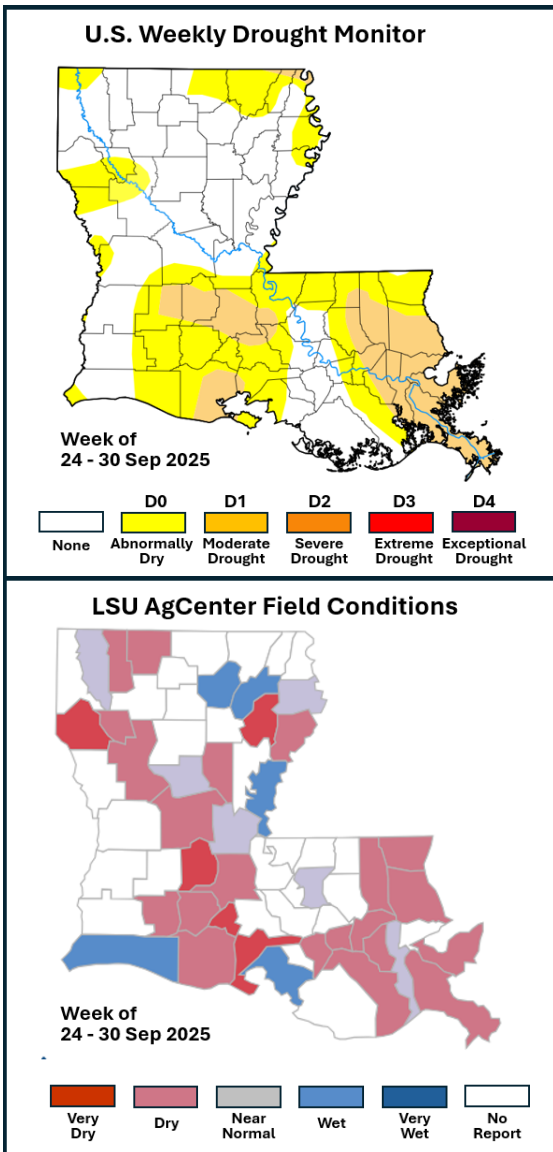 U.S. Weekly Drought Monitor
Week of
24 - 30 Sep 2025
D0 D1 D2 D3 D4
None Abnormally Moderate Severe Extreme Exceptional
Dry Drought Drought Drought Drought
LSU AgCenter Field Conditions
Week of
24 - 30 Sep 2025
Very Dry Near Wet Very No
Dry Normal Wet Report